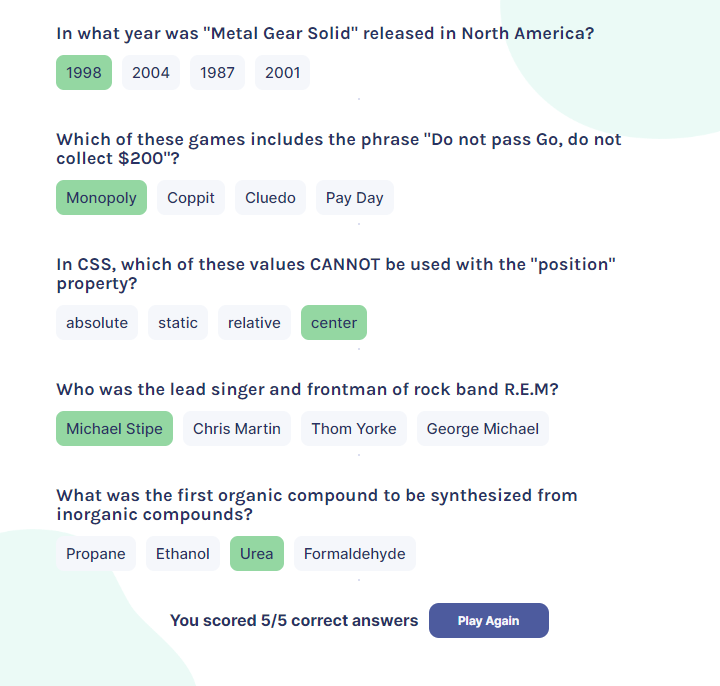 In what year was "Metal Gear Solid" released in North America?
1998 2004 1987 2001
Which of these games includes the phrase "Do not pass Go, do not
collect $200"?
Monopoly Coppit Cluedo Pay Day
In CSS, which of these values CANNOT be used with the "position"
property?
absolute static relative center
Who was the lead singer and frontman of rock band R.E.M?
Michael Stipe Chris Martin Thom Yorke George Michael
What was the first organic compound to be synthesized from
inorganic compounds?
Propane Ethanol Urea Formaldehyde
You scored 5/5 correct answers Play Again